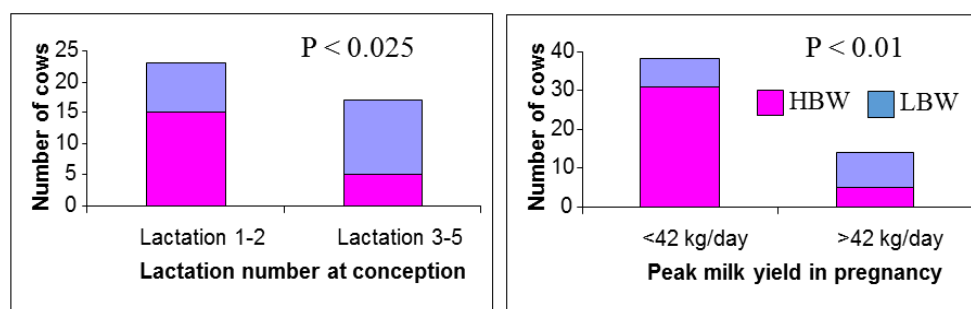 P < 0.025
Number of cows
25
20
15
10
5
0
Lactation 1-2 Lactation 3-5
Lactation number at conception
P < 0.01
Number of cows
40
30
20
10
0
HBW LBW
<42 kg/day >42 kg/day
Peak milk yield in pregnancy